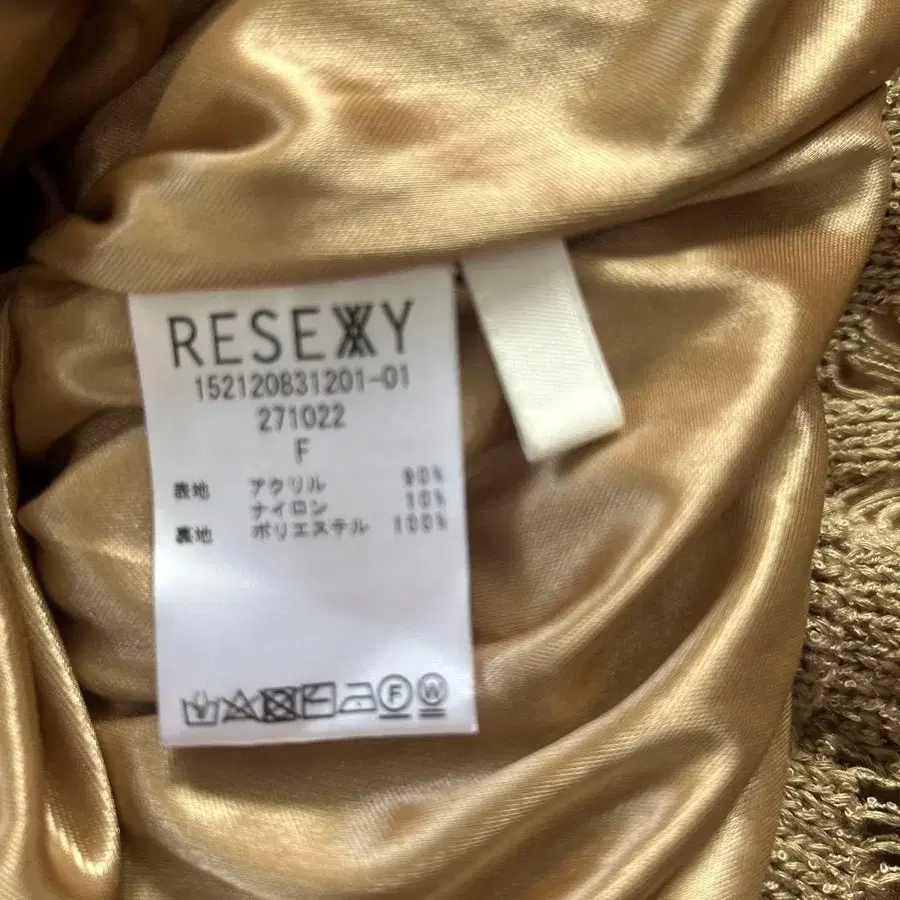 RESEXXY
152120831201-01
271022
F
表地 アクリル 90%
ナイロン 10%
裏地 ポリエステル 100%
F W